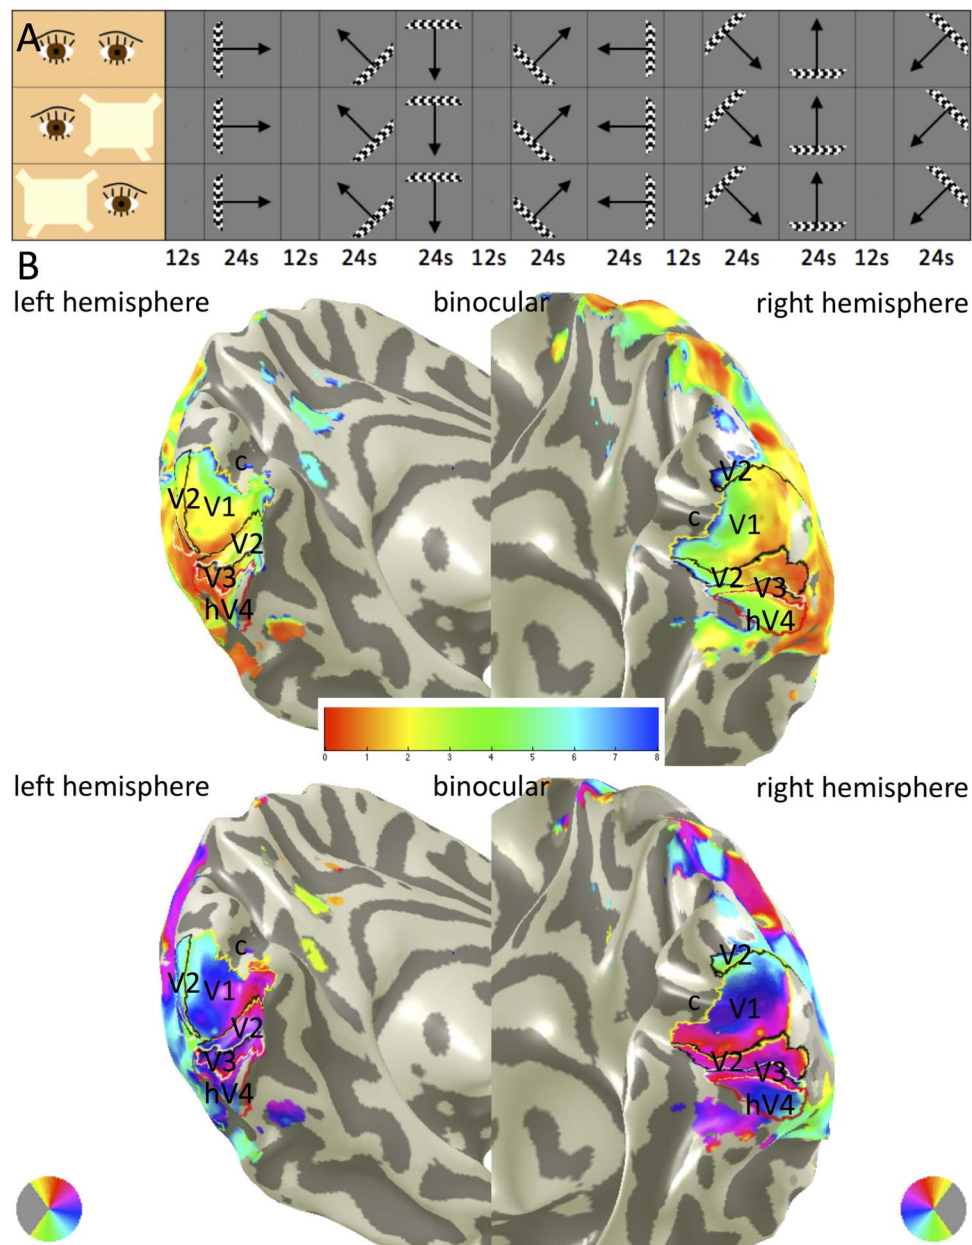 A
12s 24s 12s 24s 24s 12s 24s 24s 12s 24s 24s 12s 24s
B
left hemisphere binocular right hemisphere
c
V2 V1
V2
V3
hV4
V2
c V1
V2 V3
hV4
0 1 2 3 4 5 6 7 8
left hemisphere binocular right hemisphere
c
V2 V1
V2
V3
hV4
V2
c V1
V2 V3
hV4